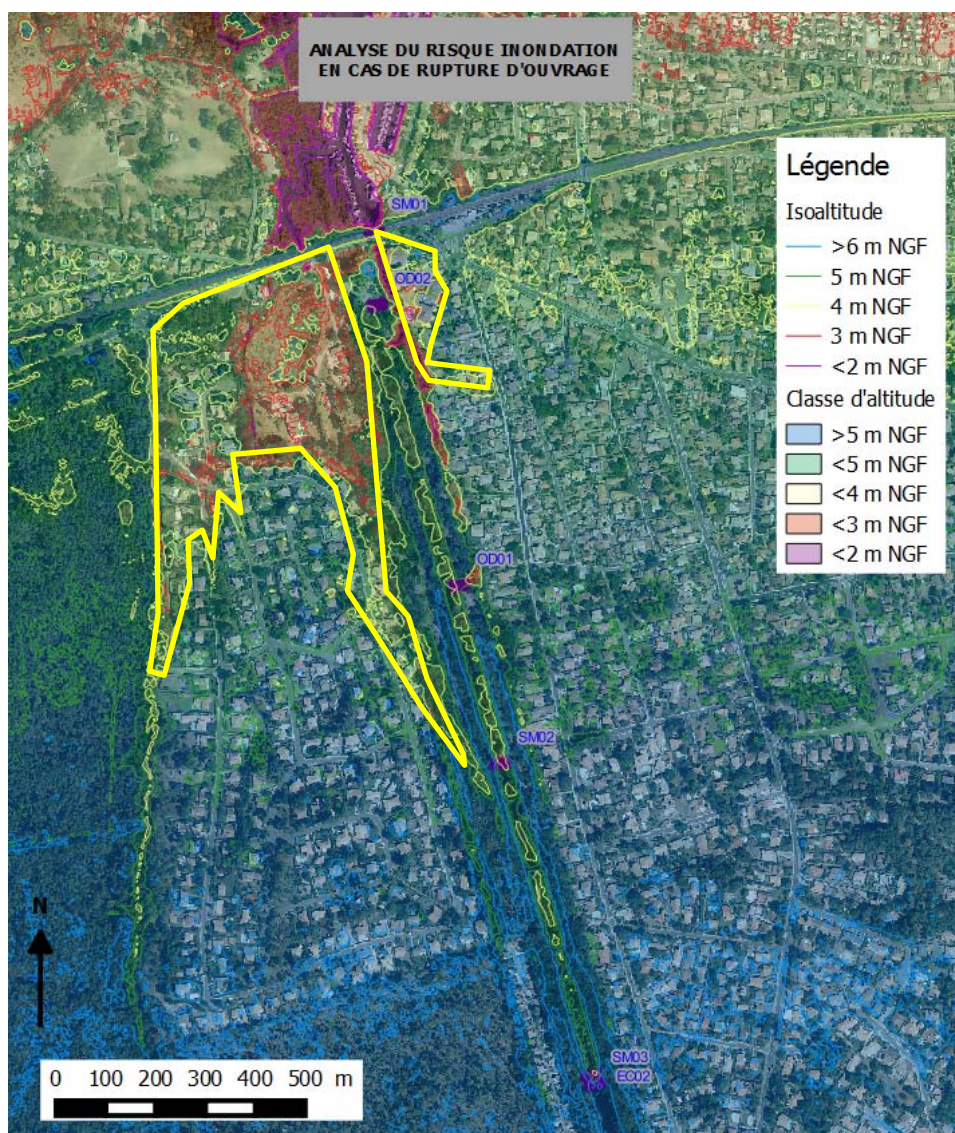 ANALYSE DU RISQUE INONDATION
EN CAS DE RUPTURE D'OUVRAGE
Légende
Isoaltitude
>6 m NGF
5 m NGF
4 m NGF
3 m NGF
<2 m NGF
Classe d'altitude
>5 m NGF
<5 m NGF
<4 m NGF
<3 m NGF
<2 m NGF
SM01
OD02
OD01
SM02
SM03
EC02
N
0 100 200 300 400 500 m